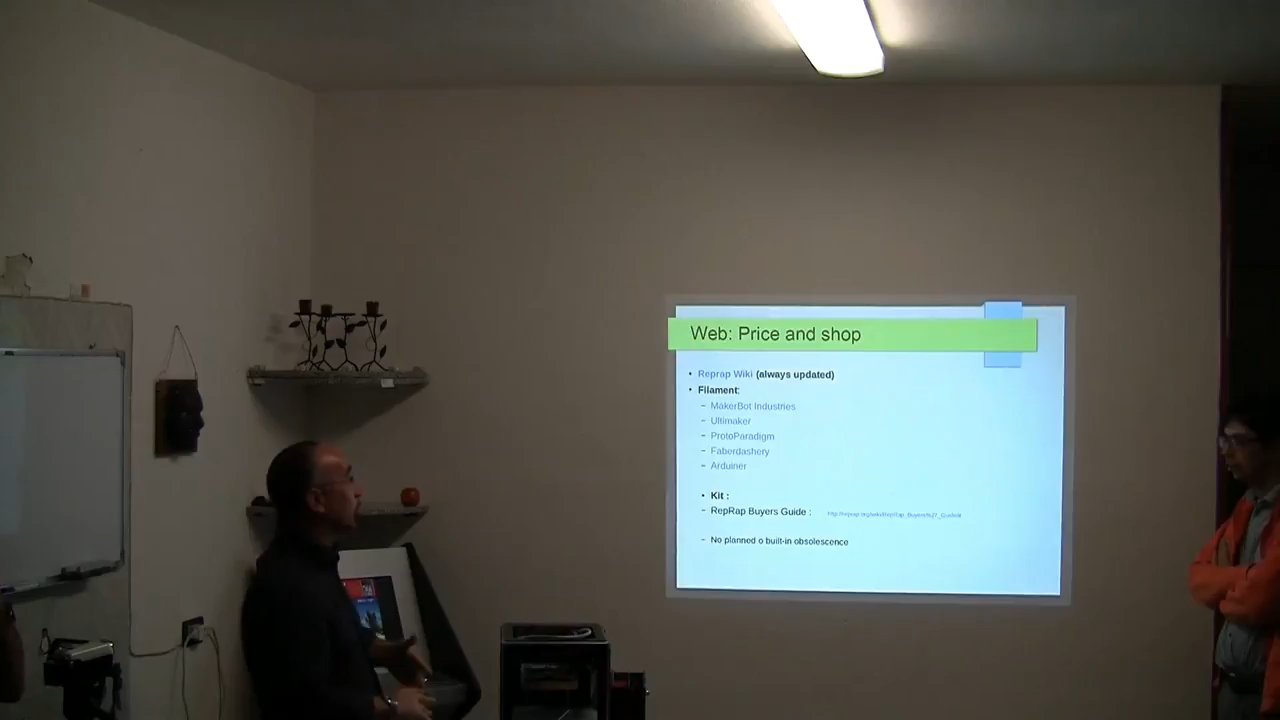 Web: Price and shop
• Reprap Wiki (always updated)
• Filament:
– MakerBot Industries
– Ultimaker
– ProtoParadigm
– Faberdashery
– Arduiner
• Kit :
– RepRap Buyers Guide :
– No planned o built-in obsolescence